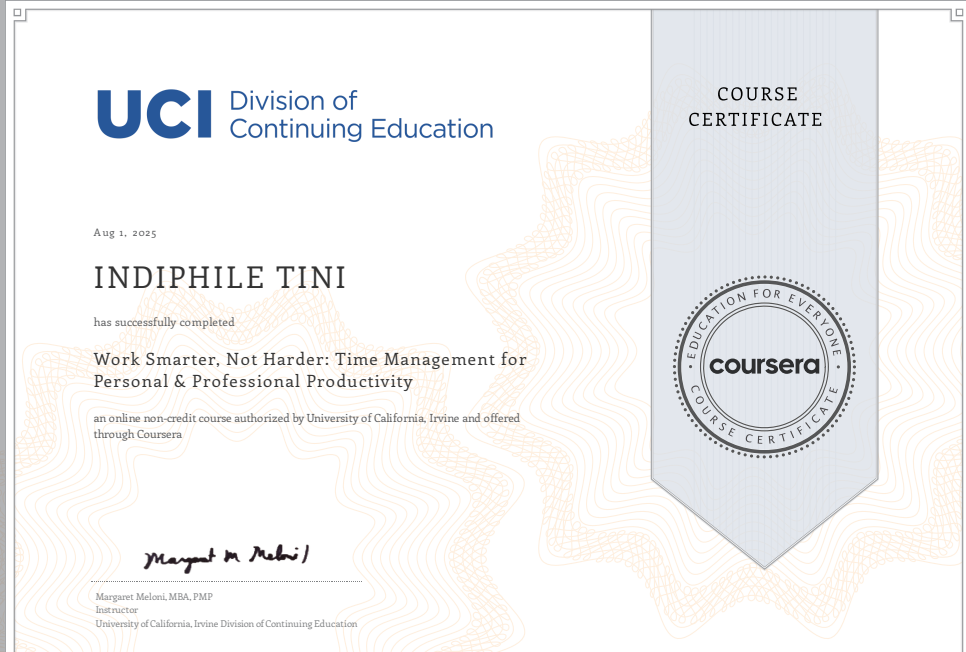 UCI Division of
Continuing Education
COURSE
CERTIFICATE
Aug 1, 2025
INDIPHILE TINI
has successfully completed
Work Smarter, Not Harder: Time Management for
Personal & Professional Productivity
an online non-credit course authorized by University of California, Irvine and offered
through Coursera
EDUCATION FOR EVERYONE
coursera
COURSE CERTIFICATE
Margaret M Meloni
Margaret Meloni, MBA, PMP
Instructor
University of California, Irvine Division of Continuing Education